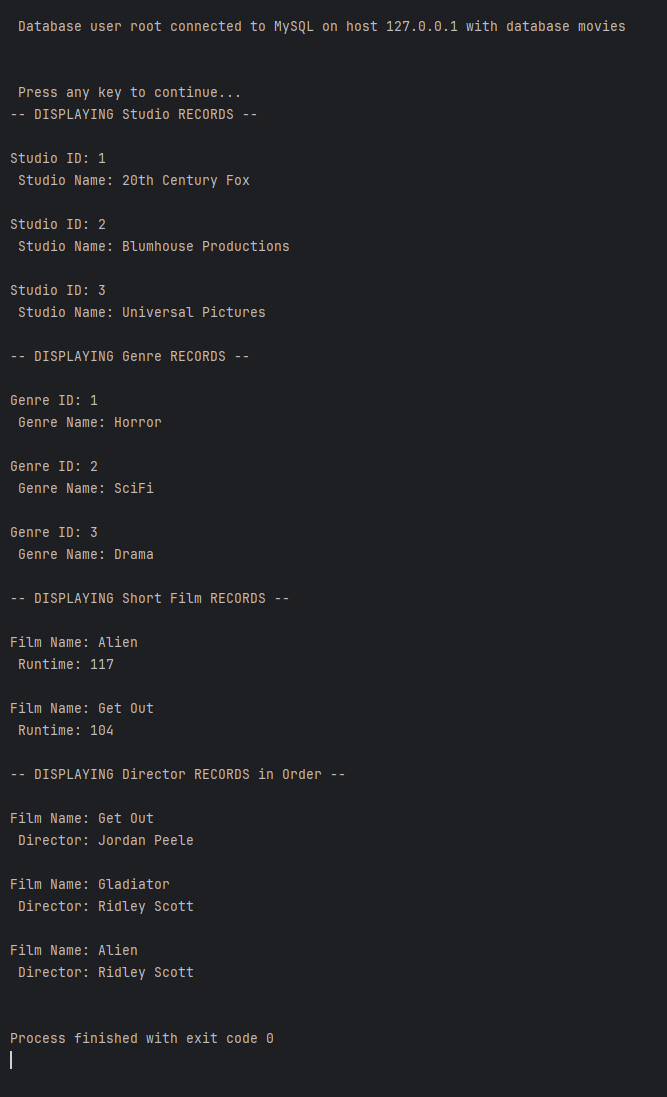 Database user root connected to MySQL on host 127.0.0.1 with database movies
Press any key to continue...
-- DISPLAYING Studio RECORDS --
Studio ID: 1
Studio Name: 20th Century Fox
Studio ID: 2
Studio Name: Blumhouse Productions
Studio ID: 3
Studio Name: Universal Pictures
-- DISPLAYING Genre RECORDS --
Genre ID: 1
Genre Name: Horror
Genre ID: 2
Genre Name: SciFi
Genre ID: 3
Genre Name: Drama
-- DISPLAYING Short Film RECORDS --
Film Name: Alien
Runtime: 117
Film Name: Get Out
Runtime: 104
-- DISPLAYING Director RECORDS in Order --
Film Name: Get Out
Director: Jordan Peele
Film Name: Gladiator
Director: Ridley Scott
Film Name: Alien
Director: Ridley Scott
Process finished with exit code 0